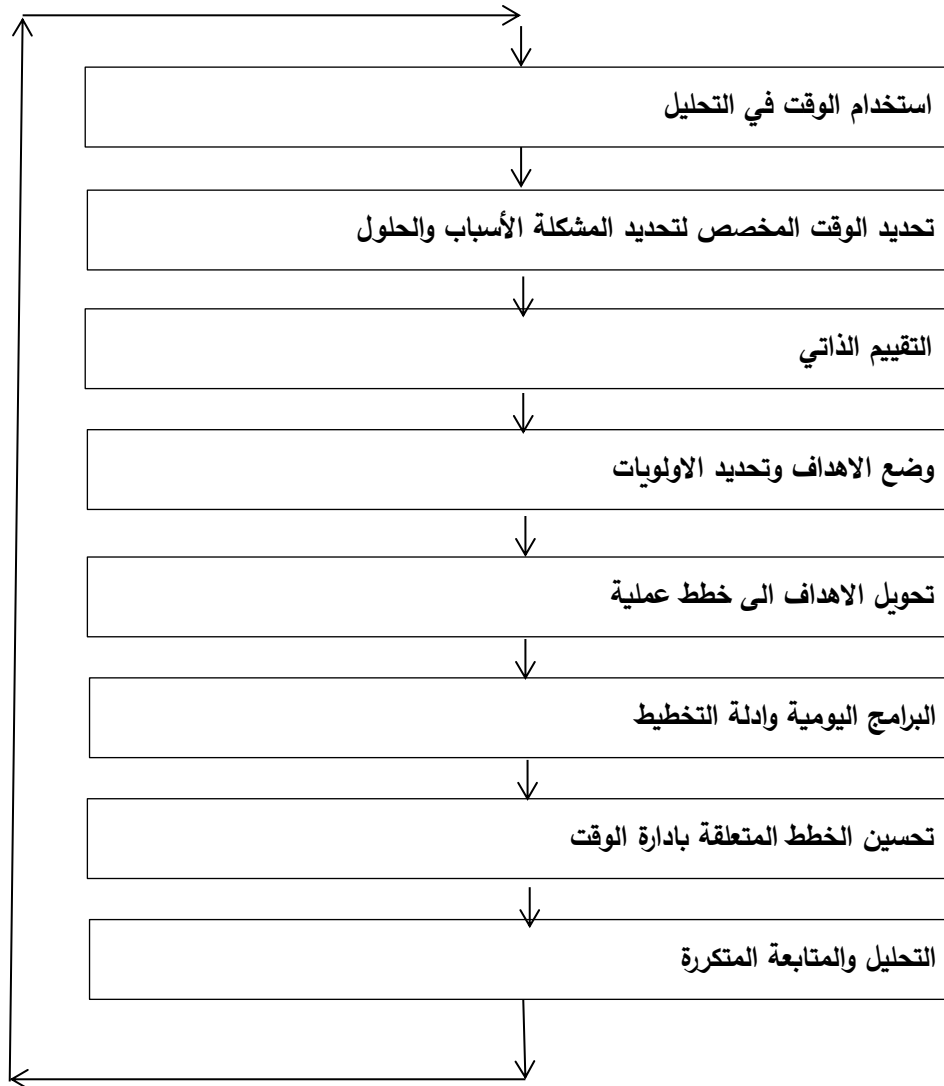 استخدام الوقت في التحليل
تحديد الوقت المخصص لتحديد المشكلة الأسباب والحلول
التقييم الذاتي
وضع الاهداف وتحديد الاولويات
تحويل الاهداف الى خطط عملية
البرامج اليومية وادلة التخطيط
تحسين الخطط المتعلقة بادارة الوقت
التحليل والمتابعة المتكررة